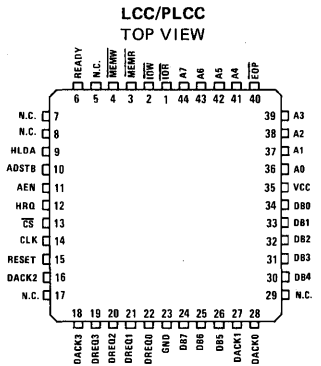 LCC/PLCC
TOP VIEW
READY
N.C.
MEMW
MEMR
IOW
IOR
A7
A6
A5
A4
EOP
6 5 4 3 2 1 44 43 42 41 40
N.C. 7
N.C. 8
HLDA 9
ADSTB 10
AEN 11
HRQ 12
CS 13
CLK 14
RESET 15
DACK2 16
N.C. 17
39 A3
38 A2
37 A1
36 A0
35 VCC
34 DB0
33 DB1
32 DB2
31 DB3
30 DB4
29 N.C.
18 19 20 21 22 23 24 25 26 27 28
DACK3
DREQ3
DREQ2
DREQ1
DREQ0
GND
DB7
DB6
DB5
DACK1
DACK0